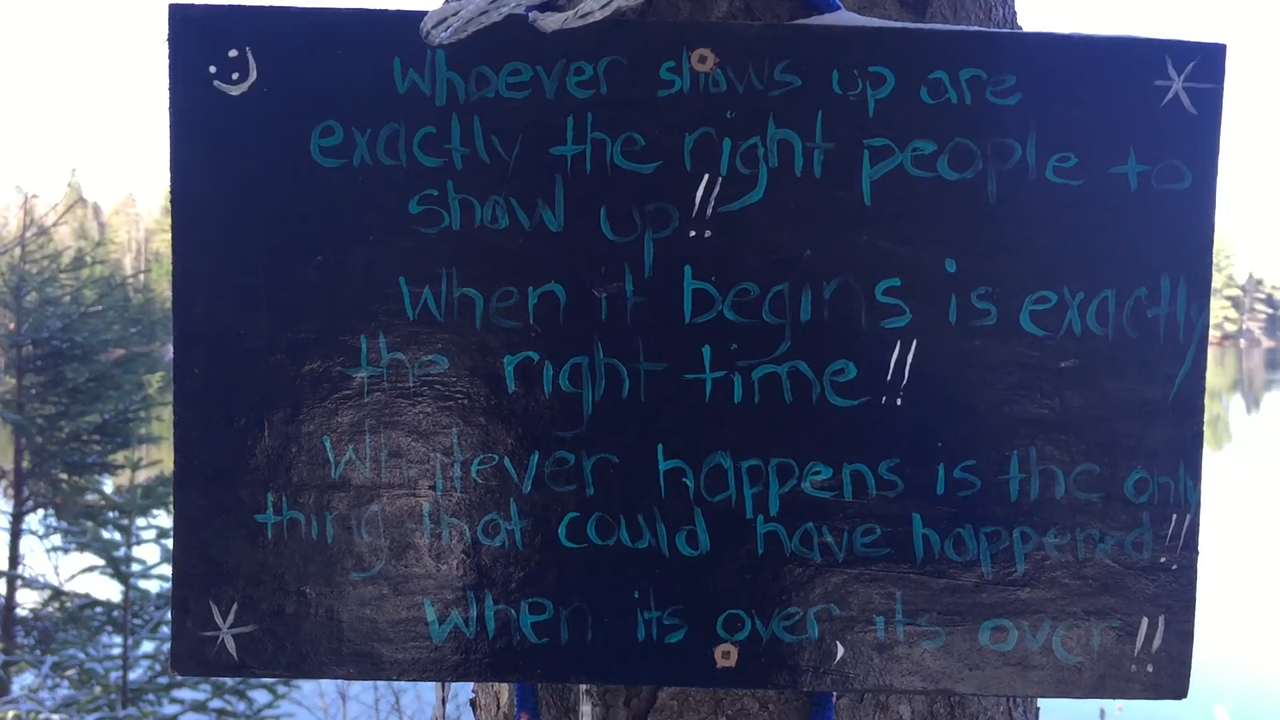 Whoever shows up are
exactly the right people to
show up!!
When it begins is exactly
the right time!!
Whatever happens is the only
thing that could have happened!!
When its over, its over!!